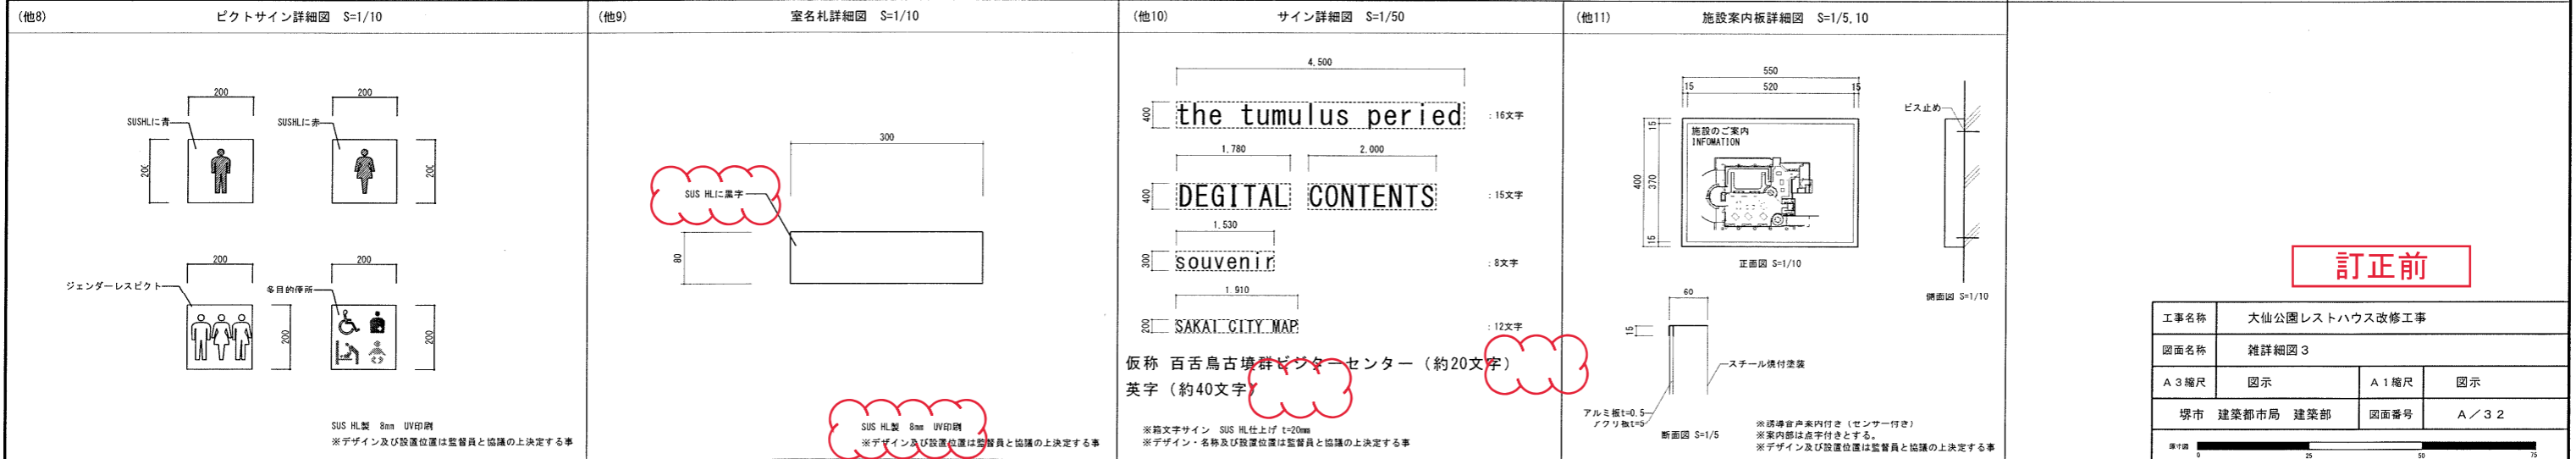 (他8) ピクトサイン詳細図 S=1/10
200 200
SUSHLに青 SUSHLに赤
200 200
200 200
ジェンダーレスピクト 多目的便所
200 200
SUS HL製 8mm UV印刷
※デザイン及び設置位置は監督員と協議の上決定する事
(他9) 室名札詳細図 S=1/10
300
SUS HLに黒字
80
SUS HL製 8mm UV印刷
※デザイン及び設置位置は監督員と協議の上決定する事
(他10) サイン詳細図 S=1/50
4,500
400 the tumulus peried :16文字
1,780 2,000
400 DEGITAL CONTENTS :15文字
1,530
300 souvenir :8文字
1,910
200 SAKAI CITY MAP :12文字
仮称 百舌鳥古墳群ビジターセンター (約20文字)
英字 (約40文字)
※箱文字サイン SUS HL仕上げ t=20mm
※デザイン・名称及び設置位置は監督員と協議の上決定する事
(他11) 施設案内板詳細図 S=1/5,10
550
15 520 15
400 15 370 15
施設のご案内
INFOMATION
正面図 S=1/10
ビス止め
側面図 S=1/10
60
15
スチール焼付塗装
アルミ板t=0.5
アクリ板t=5
断面図 S=1/5
※誘導音声案内付き (センサー付き)
※案内部は点字付きとする。
※デザイン及び設置位置は監督員と協議の上決定する事
訂正前
工事名称 大仙公園レストハウス改修工事
図面名称 雑詳細図3
A3縮尺 図示 A1縮尺 図示
堺市 建築都市局 建築部 図面番号 A/32
原寸図 0 25 50 75